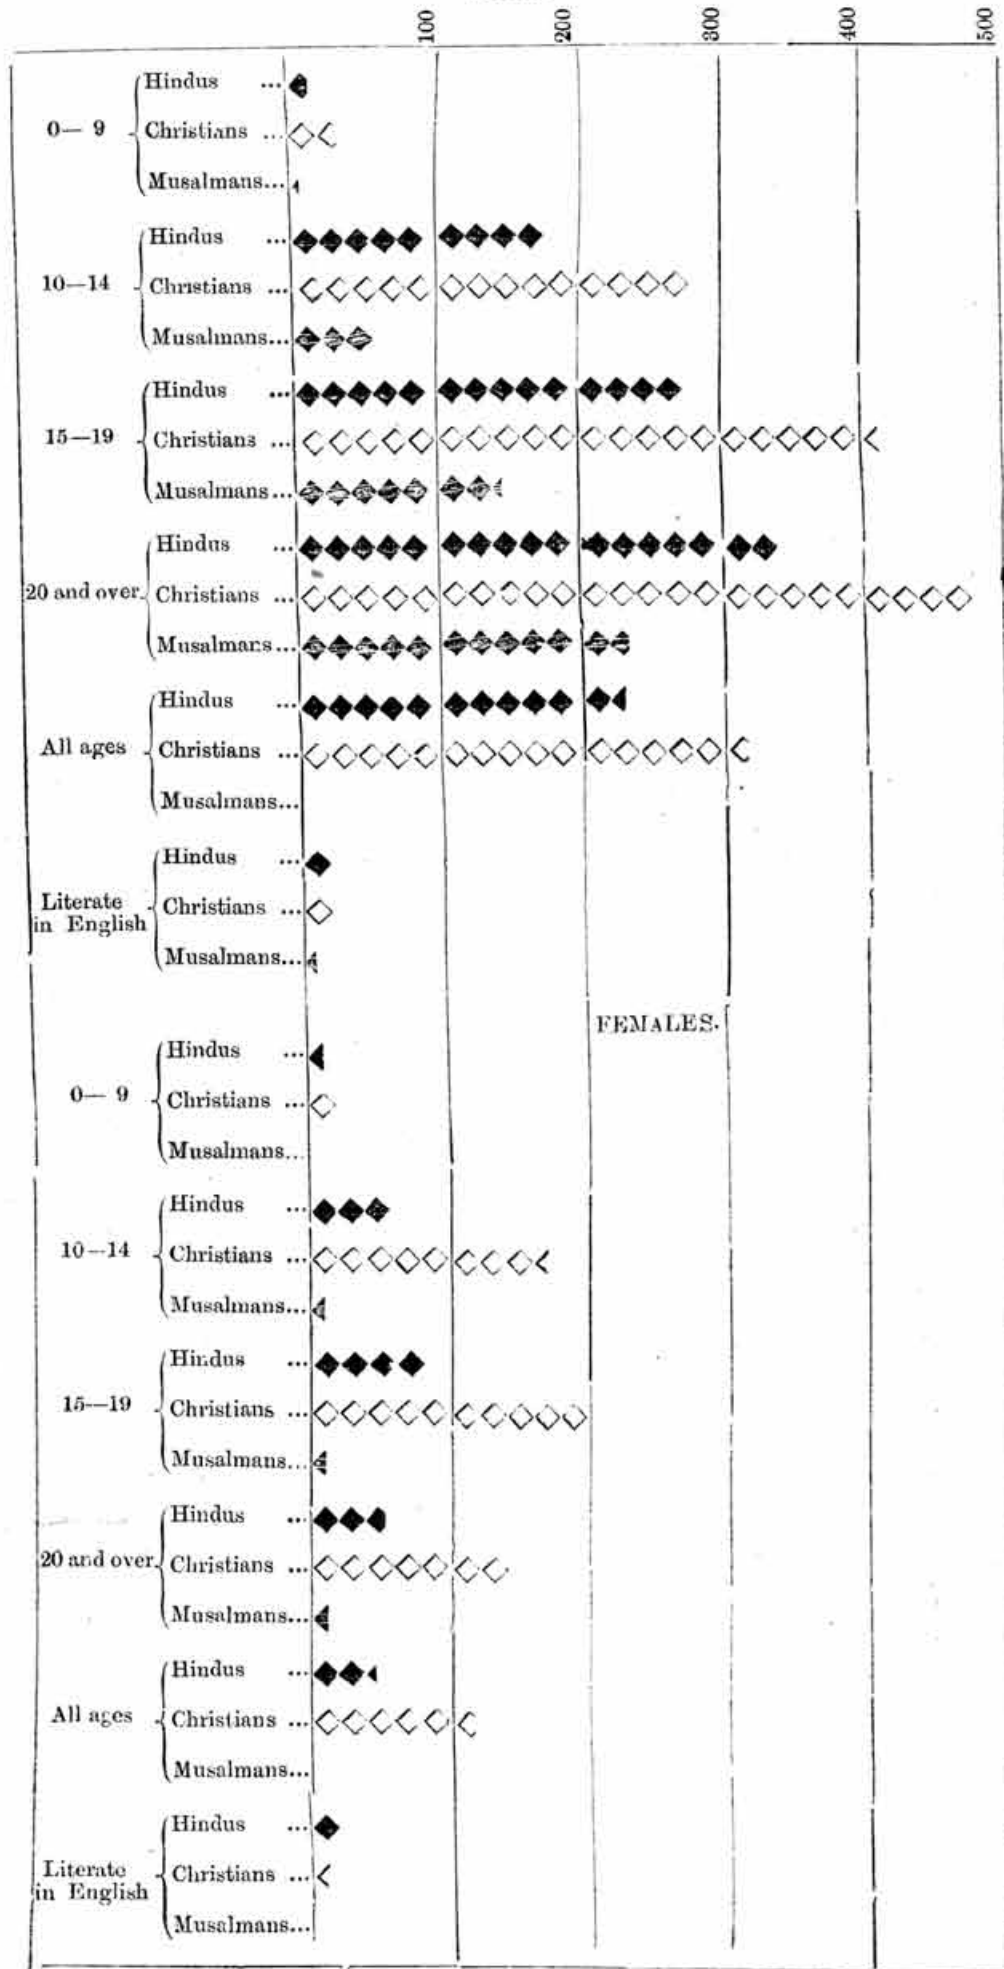 100 200 300 400 500
Hindus ...
0— 9 Christians ...
Musalmans...
Hindus ...
10—14 Christians ...
Musalmans...
Hindus ...
15—19 Christians ...
Musalmans...
Hindus ...
20 and over Christians ...
Musalmans...
Hindus ...
All ages Christians ...
Musalmans...
Hindus ...
Literate in English Christians ...
Musalmans...
FEMALES.
Hindus ...
0— 9 Christians ...
Musalmans...
Hindus ...
10—14 Christians ...
Musalmans...
Hindus ...
15—19 Christians ...
Musalmans...
Hindus ...
20 and over Christians ...
Musalmans...
Hindus ...
All ages Christians ...
Musalmans...
Hindus ...
Literate in English Christians ...
Musalmans...